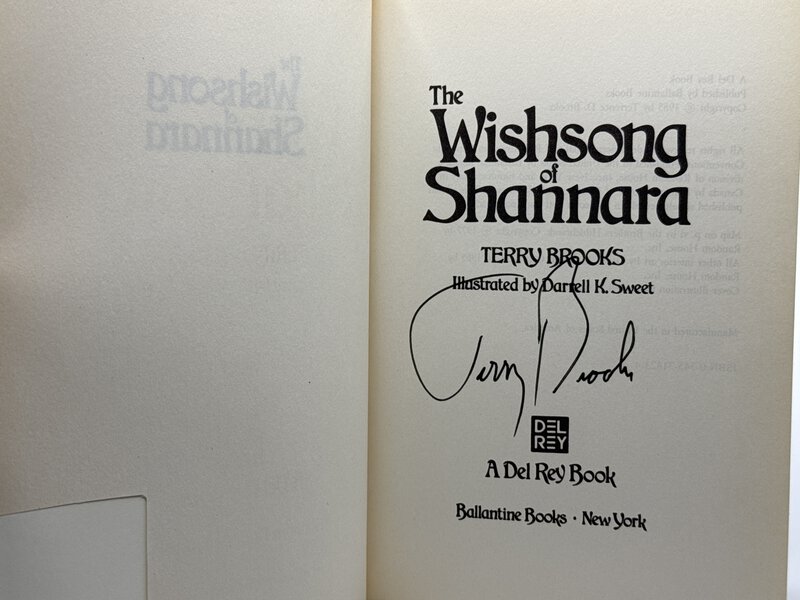 The
Wishsong
of
Shannara
TERRY BROOKS
Illustrated by Darrell K. Sweet
Terry Brooks
DEL
REY
A Del Rey Book
Ballantine Books · New York